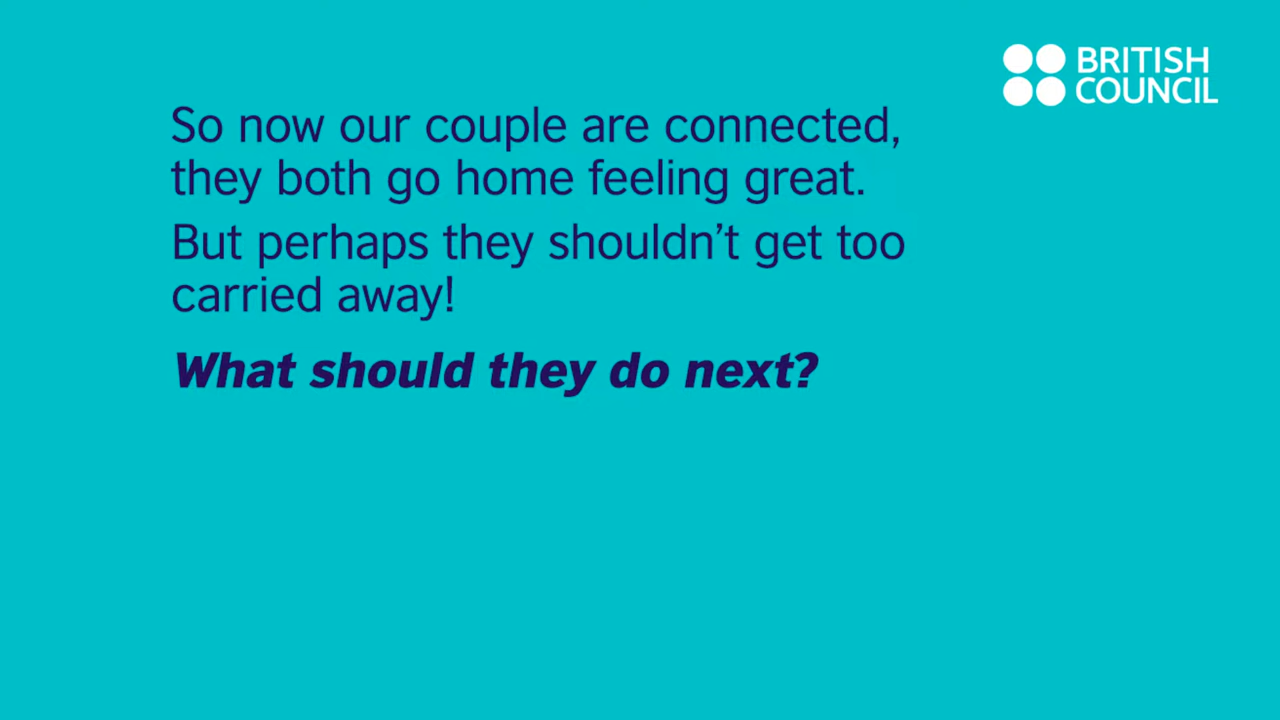 BRITISH
COUNCIL
So now our couple are connected,
they both go home feeling great.
But perhaps they shouldn’t get too
carried away!
What should they do next?